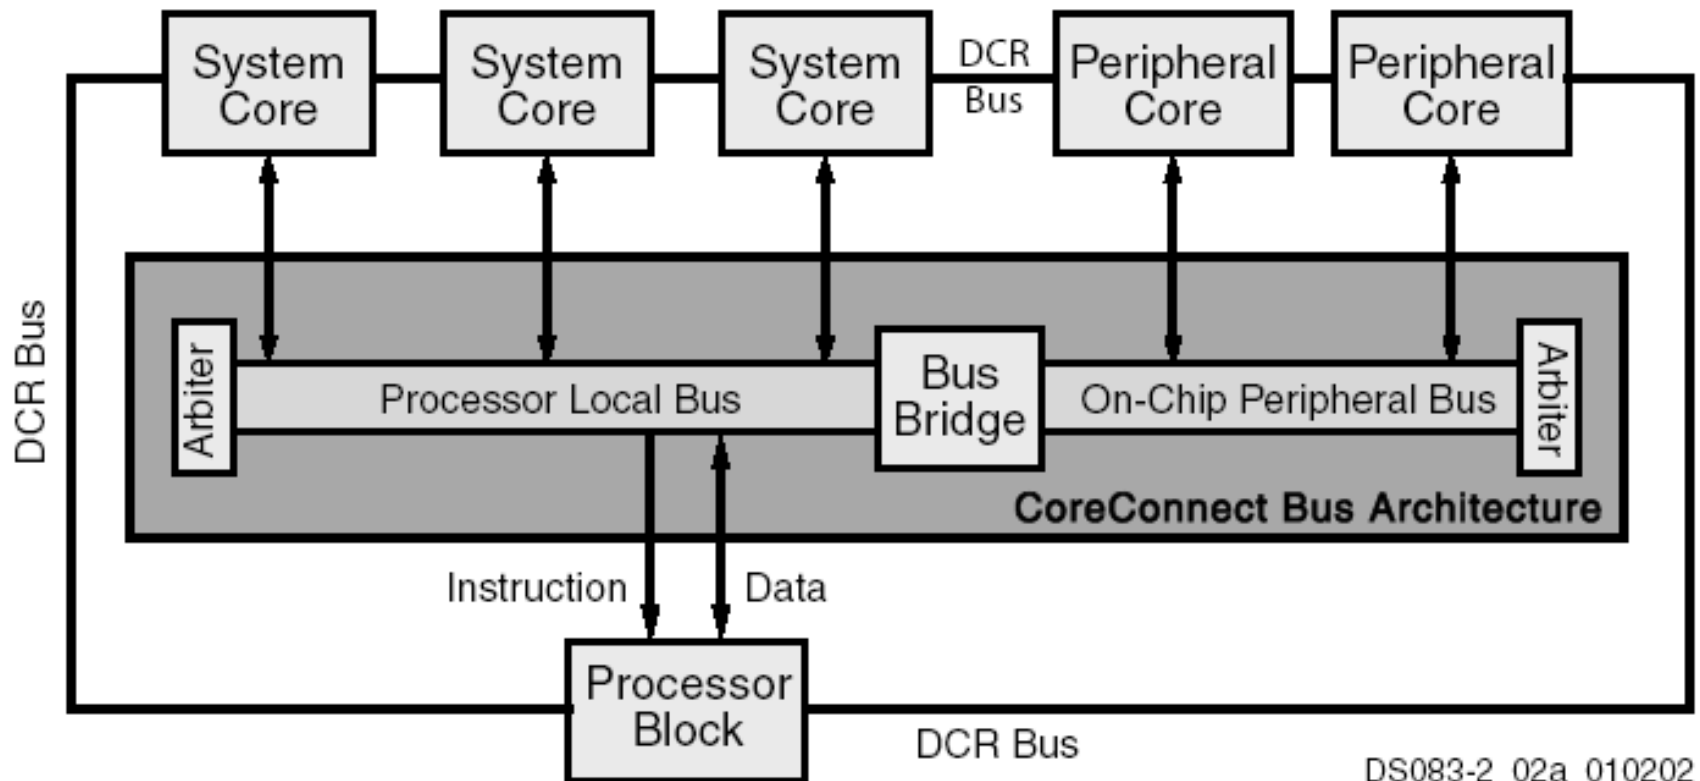 System
Core
System
Core
System
Core
DCR
Bus
Peripheral
Core
Peripheral
Core
DCR Bus
Arbiter
Processor Local Bus
Bus
Bridge
On-Chip Peripheral Bus
Arbiter
CoreConnect Bus Architecture
Instruction
Data
Processor
Block
DCR Bus
DS083-2_02a_010202